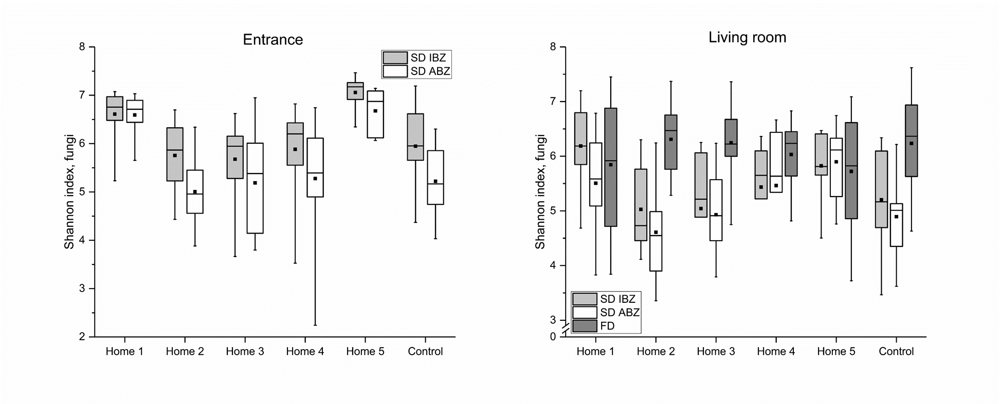 Entrance
SD IBZ
SD ABZ
Shannon index, fungi
8
7
6
5
4
3
2
Home 1
Home 2
Home 3
Home 4
Home 5
Control
Living room
Shannon index, fungi
8
7
6
5
4
3
0
SD IBZ
SD ABZ
FD
Home 1
Home 2
Home 3
Home 4
Home 5
Control